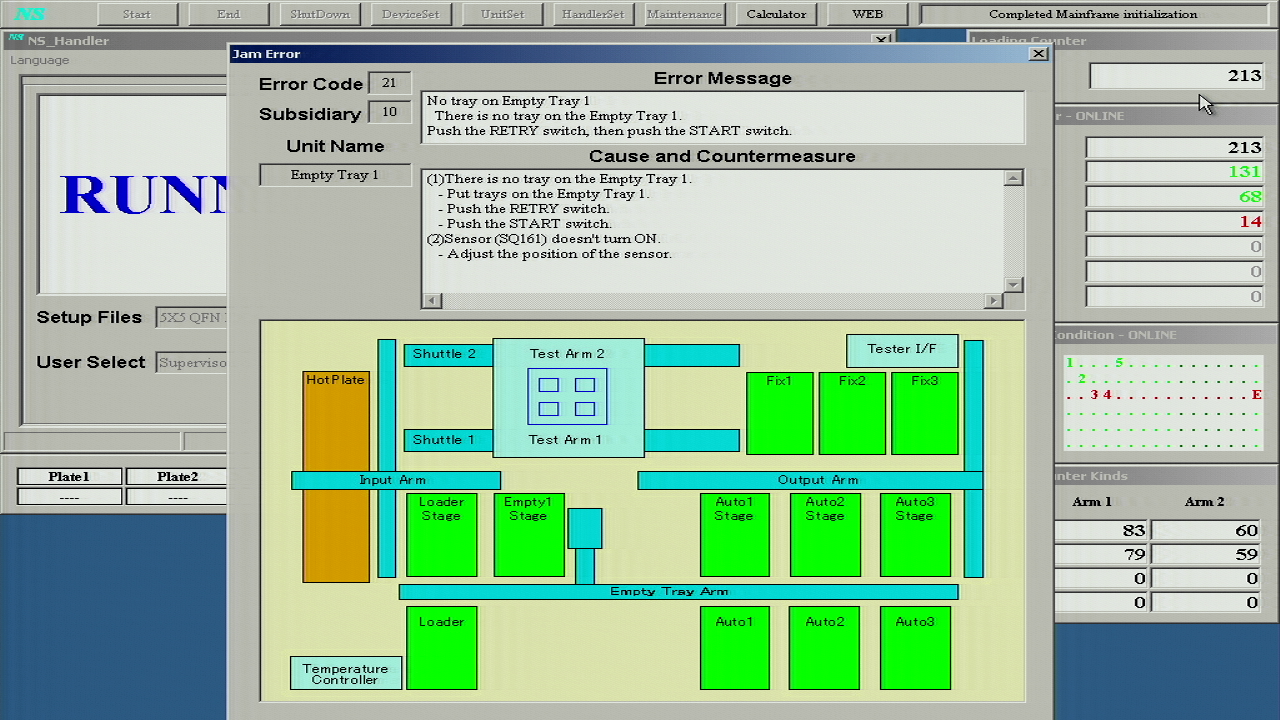 NS Start End ShutDown DeviceSet UnitSet HandlerSet Maintenance Calculator WEB Completed Mainframe initialization
NS NS_Handler
Language
RUNN
Setup Files 5X5 QFN
User Select Superviso
Plate1 Plate2
---- ----
Jam Error
Error Code 21
Subsidiary 10
Unit Name
Empty Tray 1
Error Message
No tray on Empty Tray 1
There is no tray on the Empty Tray 1.
Push the RETRY switch, then push the START switch.
Cause and Countermeasure
(1)There is no tray on the Empty Tray 1.
- Put trays on the Empty Tray 1.
- Push the RETRY switch.
- Push the START switch.
(2)Sensor (SQ161) doesn't turn ON.
- Adjust the position of the sensor.
HotPlate
Shuttle 2
Test Arm 2
Tester I/F
Fix1 Fix2 Fix3
Shuttle 1
Test Arm 1
Input Arm
Output Arm
Loader Stage
Empty1 Stage
Auto1 Stage
Auto2 Stage
Auto3 Stage
Empty Tray Arm
Loader Auto1 Auto2 Auto3
Temperature
Controller
Loading Counter
213
r - ONLINE
213
131
68
14
0
0
0
ondition - ONLINE
1 . . . . 5 . . . . . . . . . . . .
. 2 . . . . . . . . . . . . . . . .
. . 3 4 . . . . . . . . . . . . . E
unter Kinds
Arm 1 Arm 2
83 60
79 59
0 0
0 0